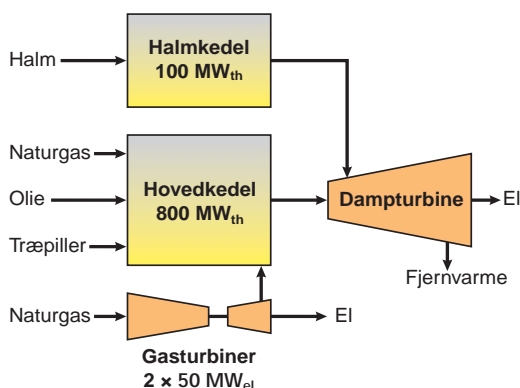 Halm
Halmkedel
100 MWth
Naturgas
Olie
Træpiller
Hovedkedel
800 MWth
Dampturbine
El
Fjernvarme
Naturgas
El
Gasturbiner
2 × 50 MWel